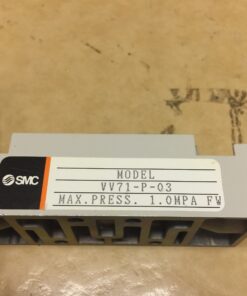 SMC
MODEL
VV71-P-03
MAX.PRESS. 1.0MPA FW